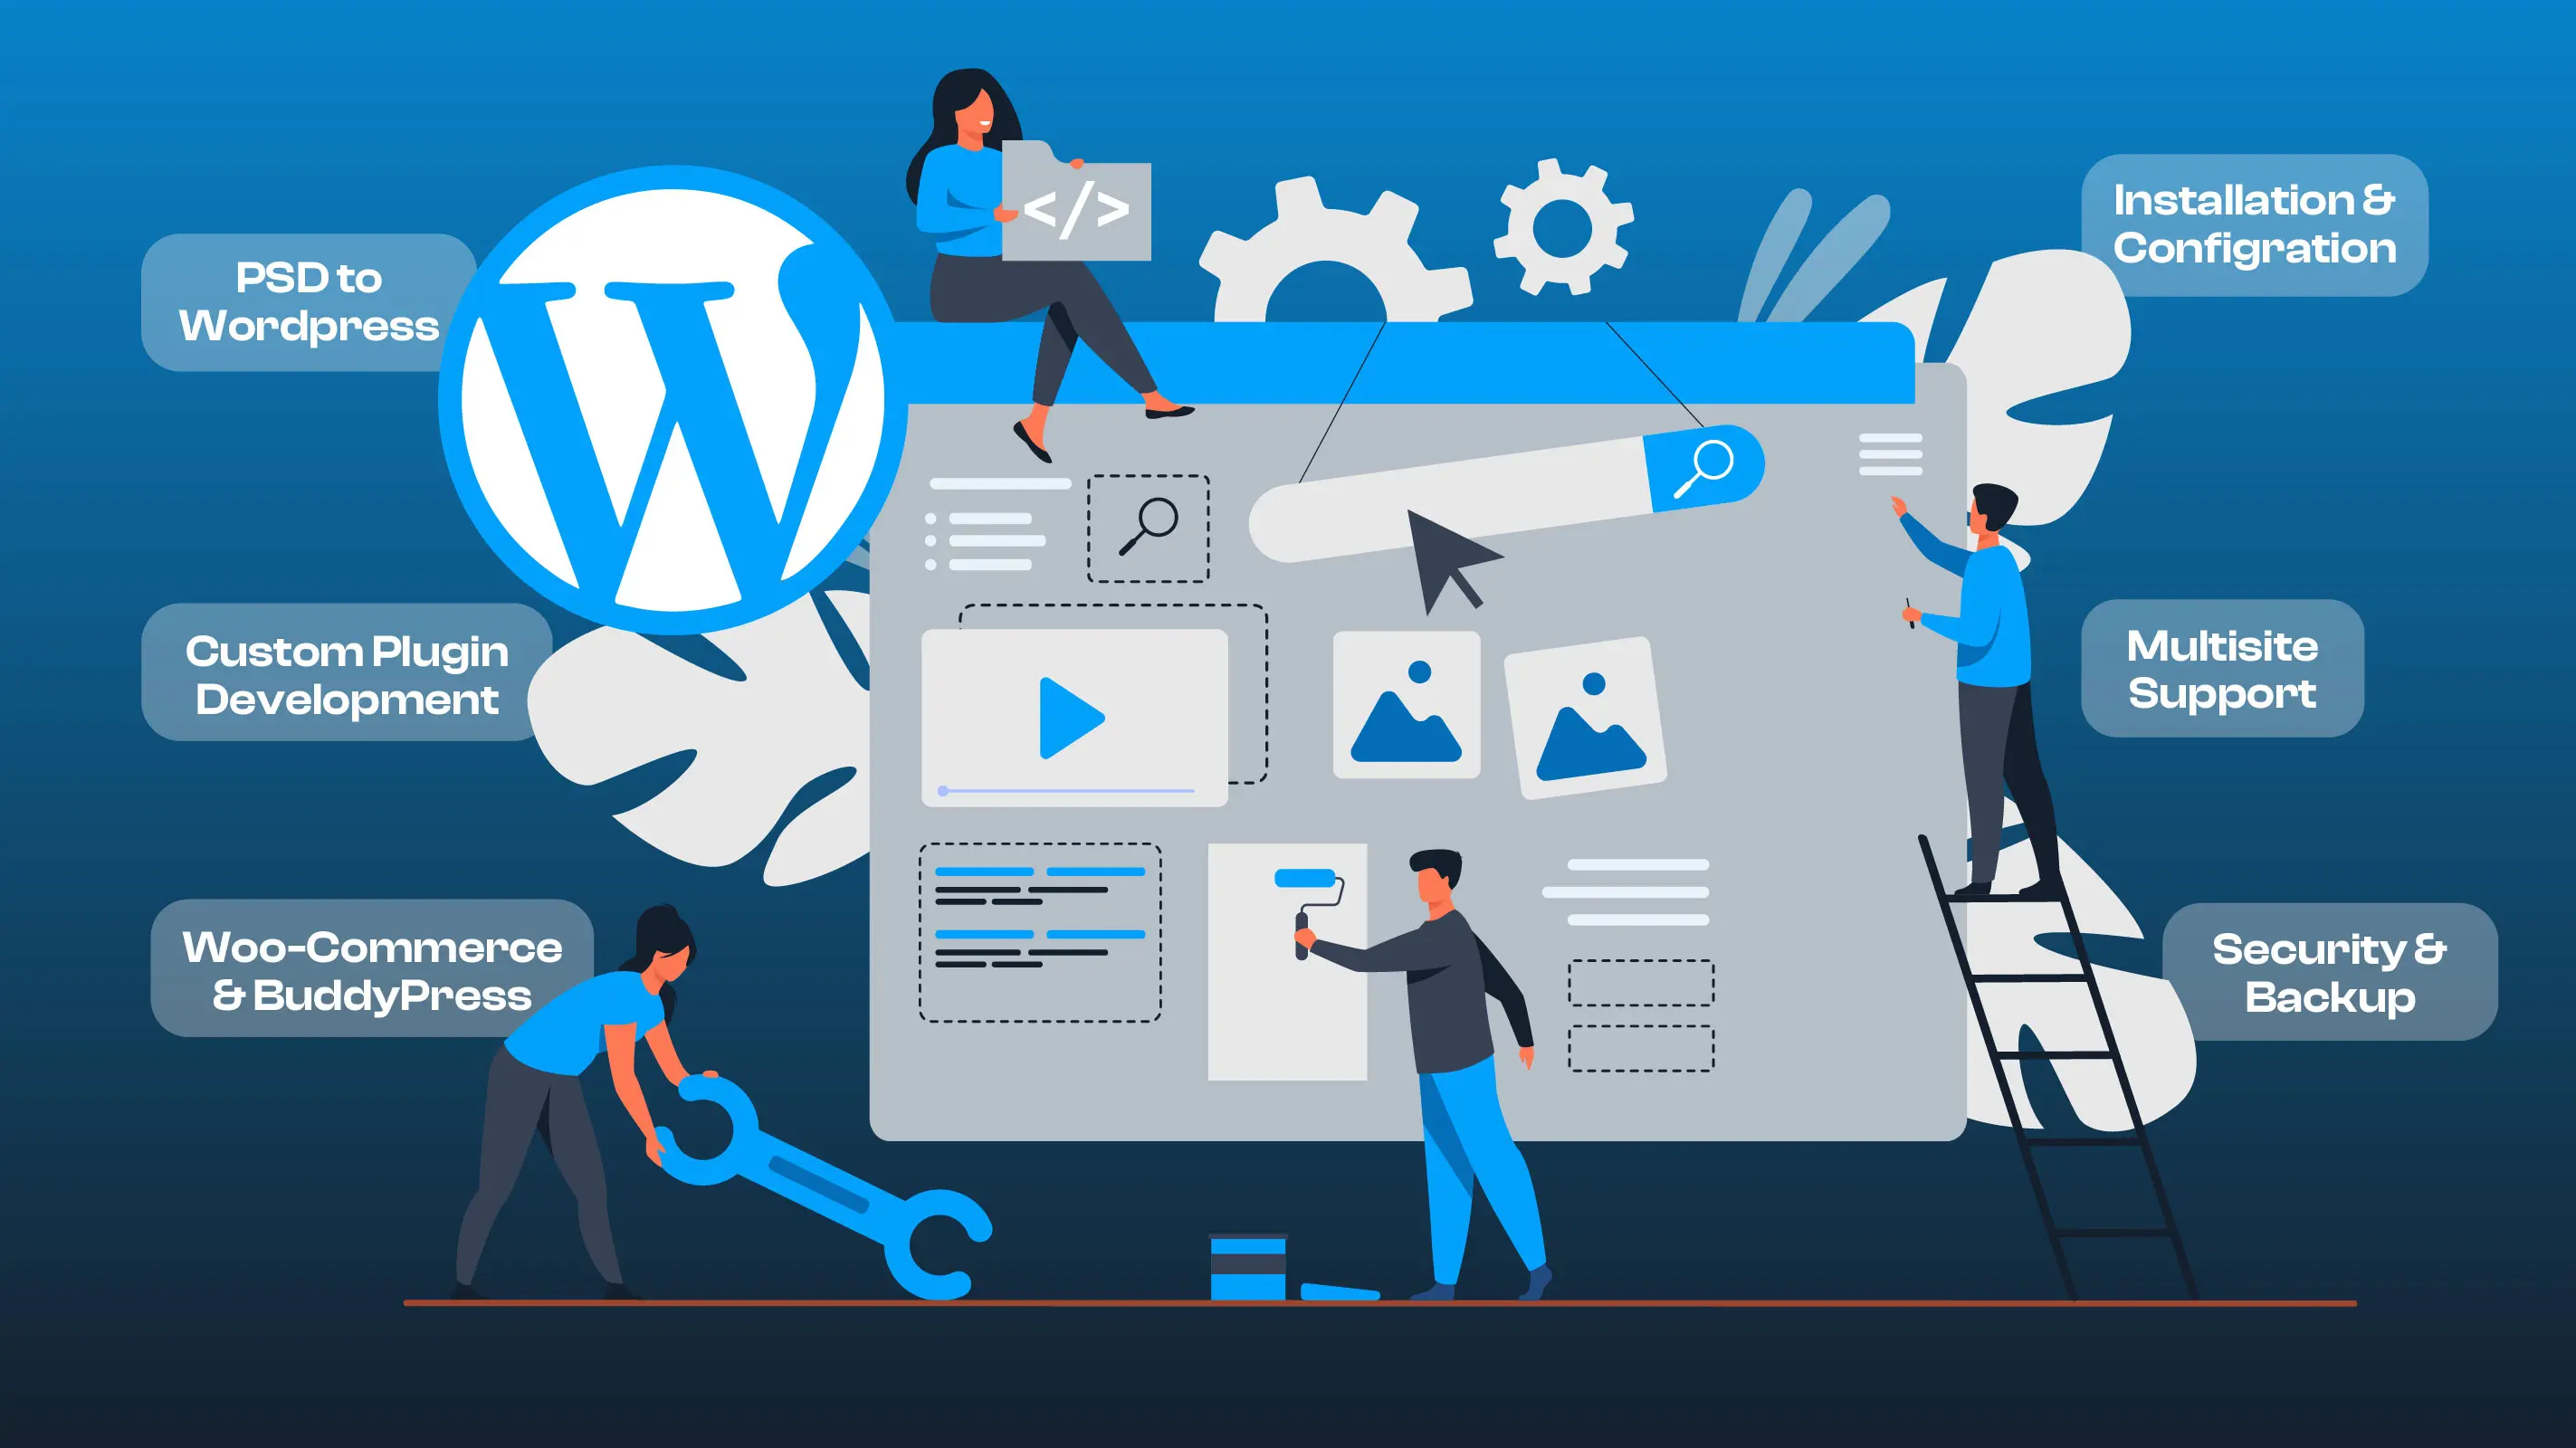 PSD to
Wordpress
Custom Plugin
Development
Woo-Commerce
& BuddyPress
</>
Installation &
Configration
Multisite
Support
Security &
Backup